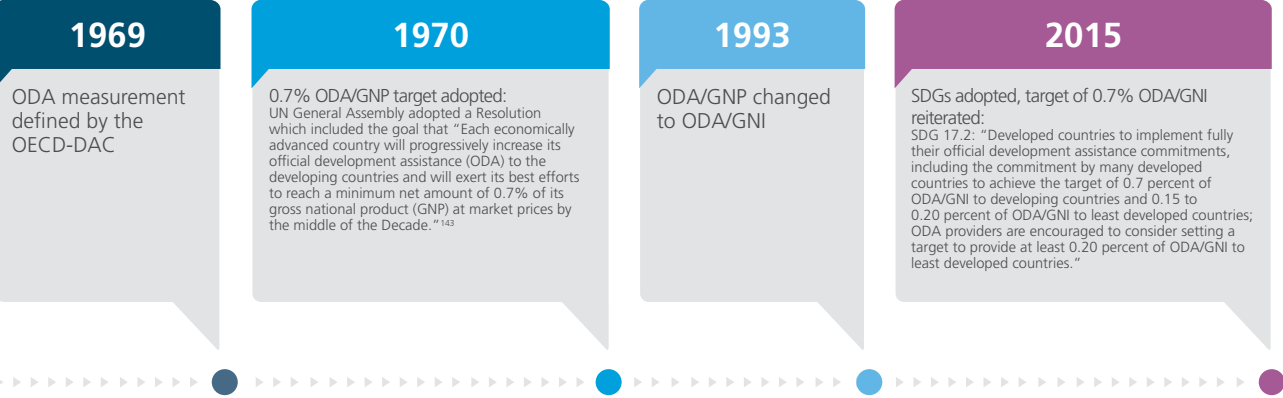 1969
ODA measurement
defined by the
OECD-DAC
1970
0.7% ODA/GNP target adopted:
UN General Assembly adopted a Resolution
which included the goal that “Each economically
advanced country will progressively increase its
official development assistance (ODA) to the
developing countries and will exert its best efforts
to reach a minimum net amount of 0.7% of its
gross national product (GNP) at market prices by
the middle of the Decade.”143
1993
ODA/GNP changed
to ODA/GNI
2015
SDGs adopted, target of 0.7% ODA/GNI
reiterated:
SDG 17.2: “Developed countries to implement fully
their official development assistance commitments,
including the commitment by many developed
countries to achieve the target of 0.7 percent of
ODA/GNI to developing countries and 0.15 to
0.20 percent of ODA/GNI to least developed countries;
ODA providers are encouraged to consider setting a
target to provide at least 0.20 percent of ODA/GNI to
least developed countries.”